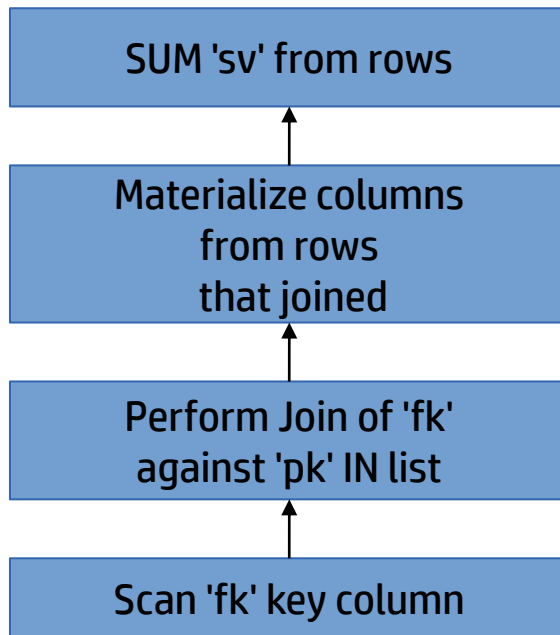 SUM 'sv' from rows
Materialize columns
from rows
that joined
Perform Join of 'fk'
against 'pk' IN list
Scan 'fk' key column